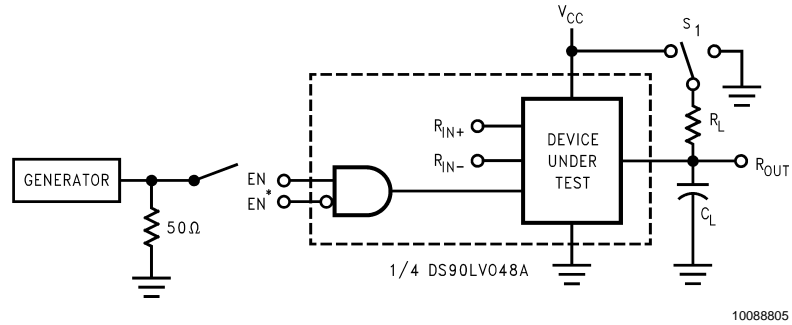 VCC
S1
RIN+
RIN−
DEVICE
UNDER
TEST
RL
ROUT
GENERATOR
EN
EN*
50Ω
CL
1/4 DS90LV048A
10088805